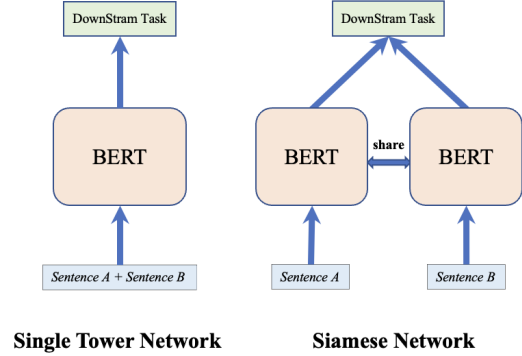 DownStram Task
DownStram Task
BERT
BERT
share
BERT
Sentence A + Sentence B
Sentence A
Sentence B
Single Tower Network
Siamese Network